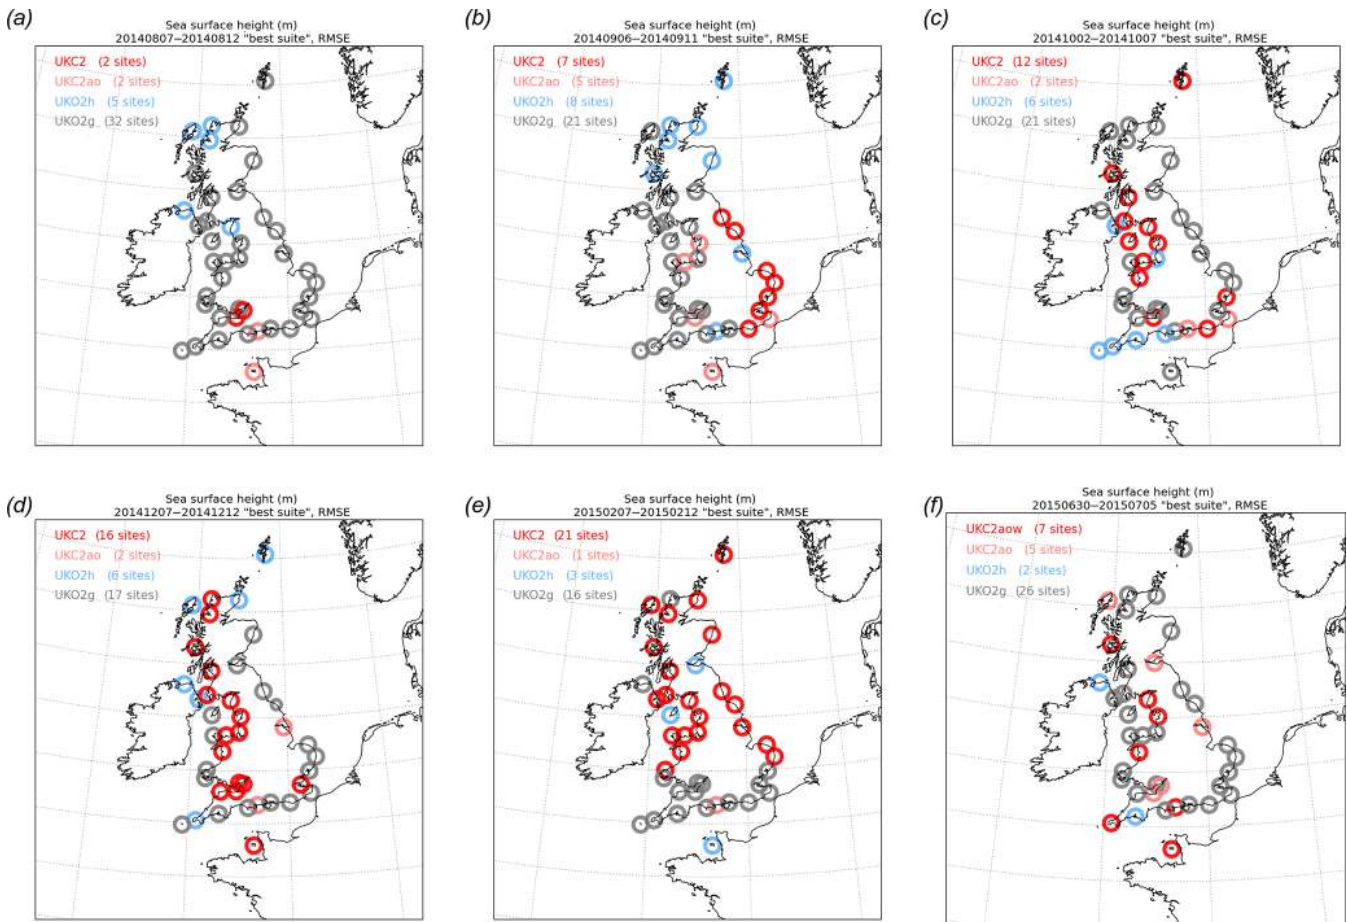 (a)
Sea surface height (m)
20140807−20140812 "best suite", RMSE
UKC2 (2 sites)
UKC2ao (2 sites)
UKO2h (5 sites)
UKO2g (32 sites)
(b)
Sea surface height (m)
20140906−20140911 "best suite", RMSE
UKC2 (7 sites)
UKC2ao (5 sites)
UKO2h (8 sites)
UKO2g (21 sites)
(c)
Sea surface height (m)
20141002−20141007 "best suite", RMSE
UKC2 (12 sites)
UKC2ao (2 sites)
UKO2h (6 sites)
UKO2g (21 sites)
(d)
Sea surface height (m)
20141207−20141212 "best suite", RMSE
UKC2 (16 sites)
UKC2ao (2 sites)
UKO2h (6 sites)
UKO2g (17 sites)
(e)
Sea surface height (m)
20150207−20150212 "best suite", RMSE
UKC2 (21 sites)
UKC2ao (1 sites)
UKO2h (3 sites)
UKO2g (16 sites)
(f)
Sea surface height (m)
20150630−20150705 "best suite", RMSE
UKC2aow (7 sites)
UKC2ao (5 sites)
UKO2h (2 sites)
UKO2g (26 sites)